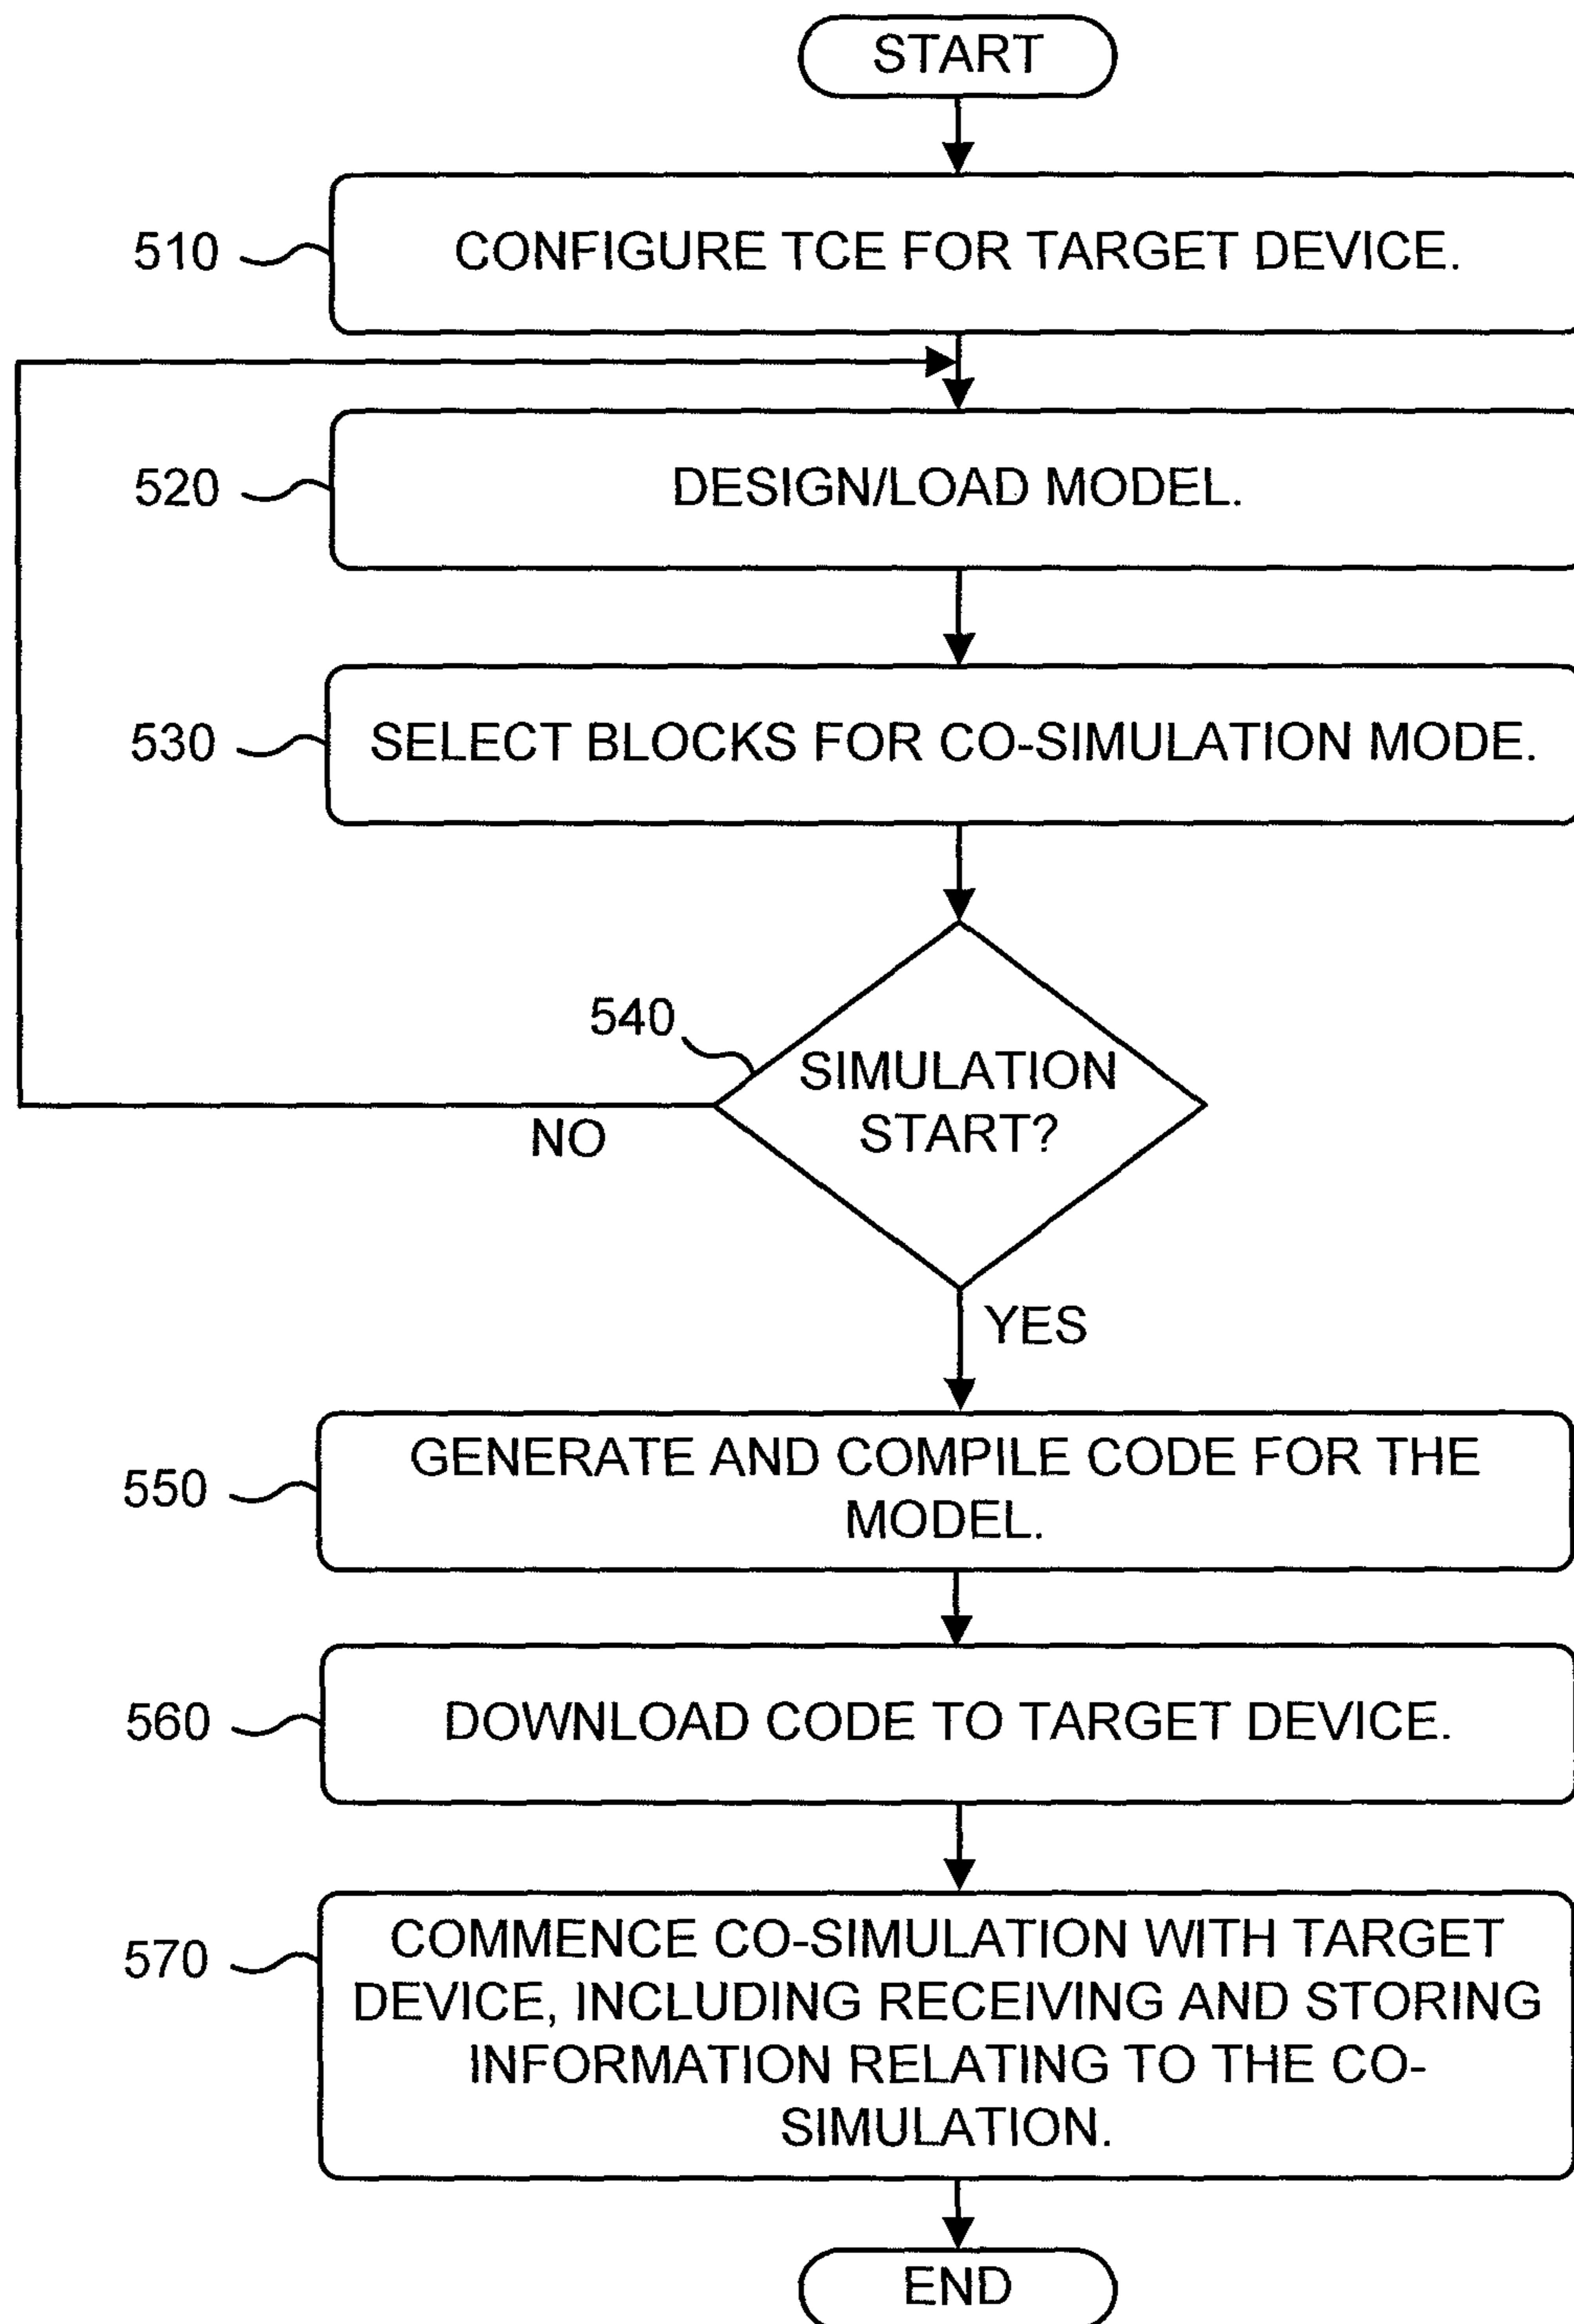 START
510
CONFIGURE TCE FOR TARGET DEVICE.
520
DESIGN/LOAD MODEL.
530
SELECT BLOCKS FOR CO-SIMULATION MODE.
540
SIMULATION
START?
NO
YES
550
GENERATE AND COMPILE CODE FOR THE
MODEL.
560
DOWNLOAD CODE TO TARGET DEVICE.
570
COMMENCE CO-SIMULATION WITH TARGET
DEVICE, INCLUDING RECEIVING AND STORING
INFORMATION RELATING TO THE CO-
SIMULATION.
END